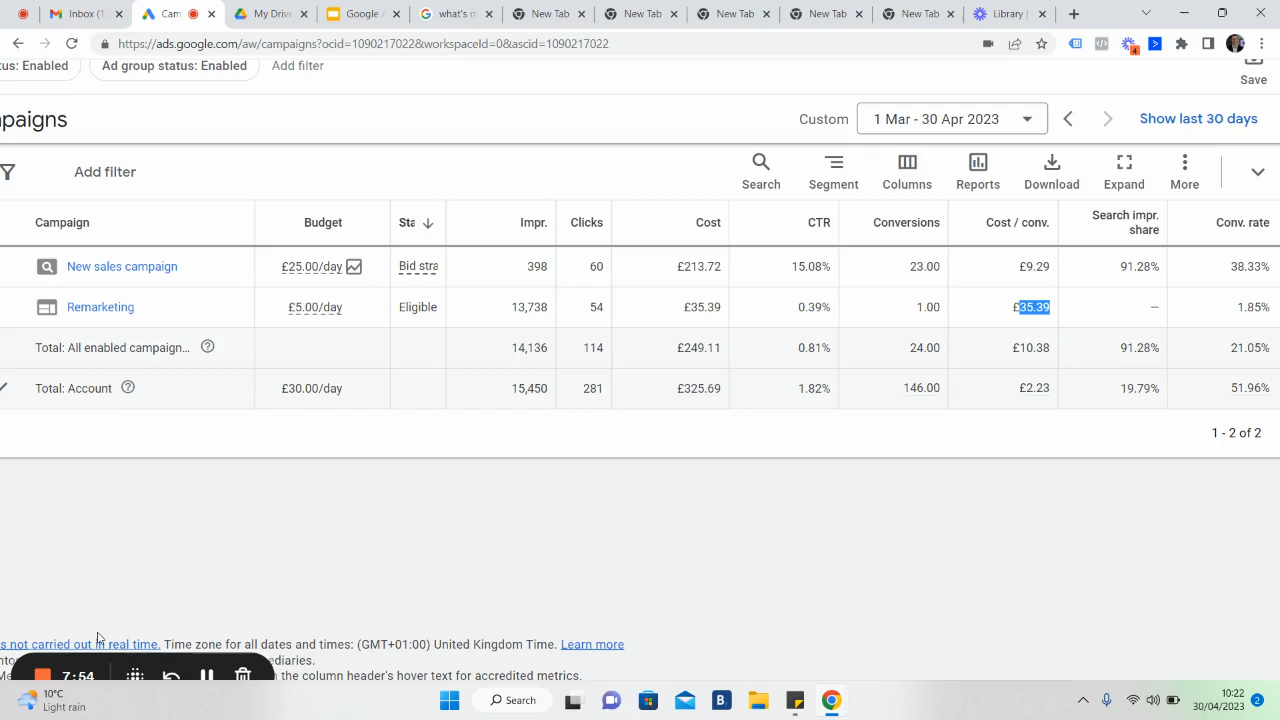 Inbox (1,
Cam
My Driv
Google A
what's m
New Tab
New Tab
New Tab
New Tab
New Tab
Library
https://ads.google.com/aw/campaigns?ocid=1090217022&workspaceId=0&ascid=1090217022
4
tus: Enabled
Ad group status: Enabled
Add filter
Save
paigns
Custom
1 Mar - 30 Apr 2023
Show last 30 days
Add filter
Search
Segment
Columns
Reports
Download
Expand
More
Campaign Budget Sta Impr. Clicks Cost CTR Conversions Cost / conv. Search impr. share Conv. rate
New sales campaign £25.00/day Bid stra 398 60 £213.72 15.08% 23.00 £9.29 91.28% 38.33%
Remarketing £5.00/day Eligible 13,738 54 £35.39 0.39% 1.00 £35.39 — 1.85%
Total: All enabled campaign... 14,136 114 £249.11 0.81% 24.00 £10.38 91.28% 21.05%
Total: Account £30.00/day 15,450 281 £325.69 1.82% 146.00 £2.23 19.79% 51.96%
1 - 2 of 2
s not carried out in real time. Time zone for all dates and times: (GMT+01:00) United Kingdom Time. Learn more
ediaries.
n the column header's hover text for accredited metrics.
7:54
10°C
Light rain
Search
B.
10:22
30/04/2023
2